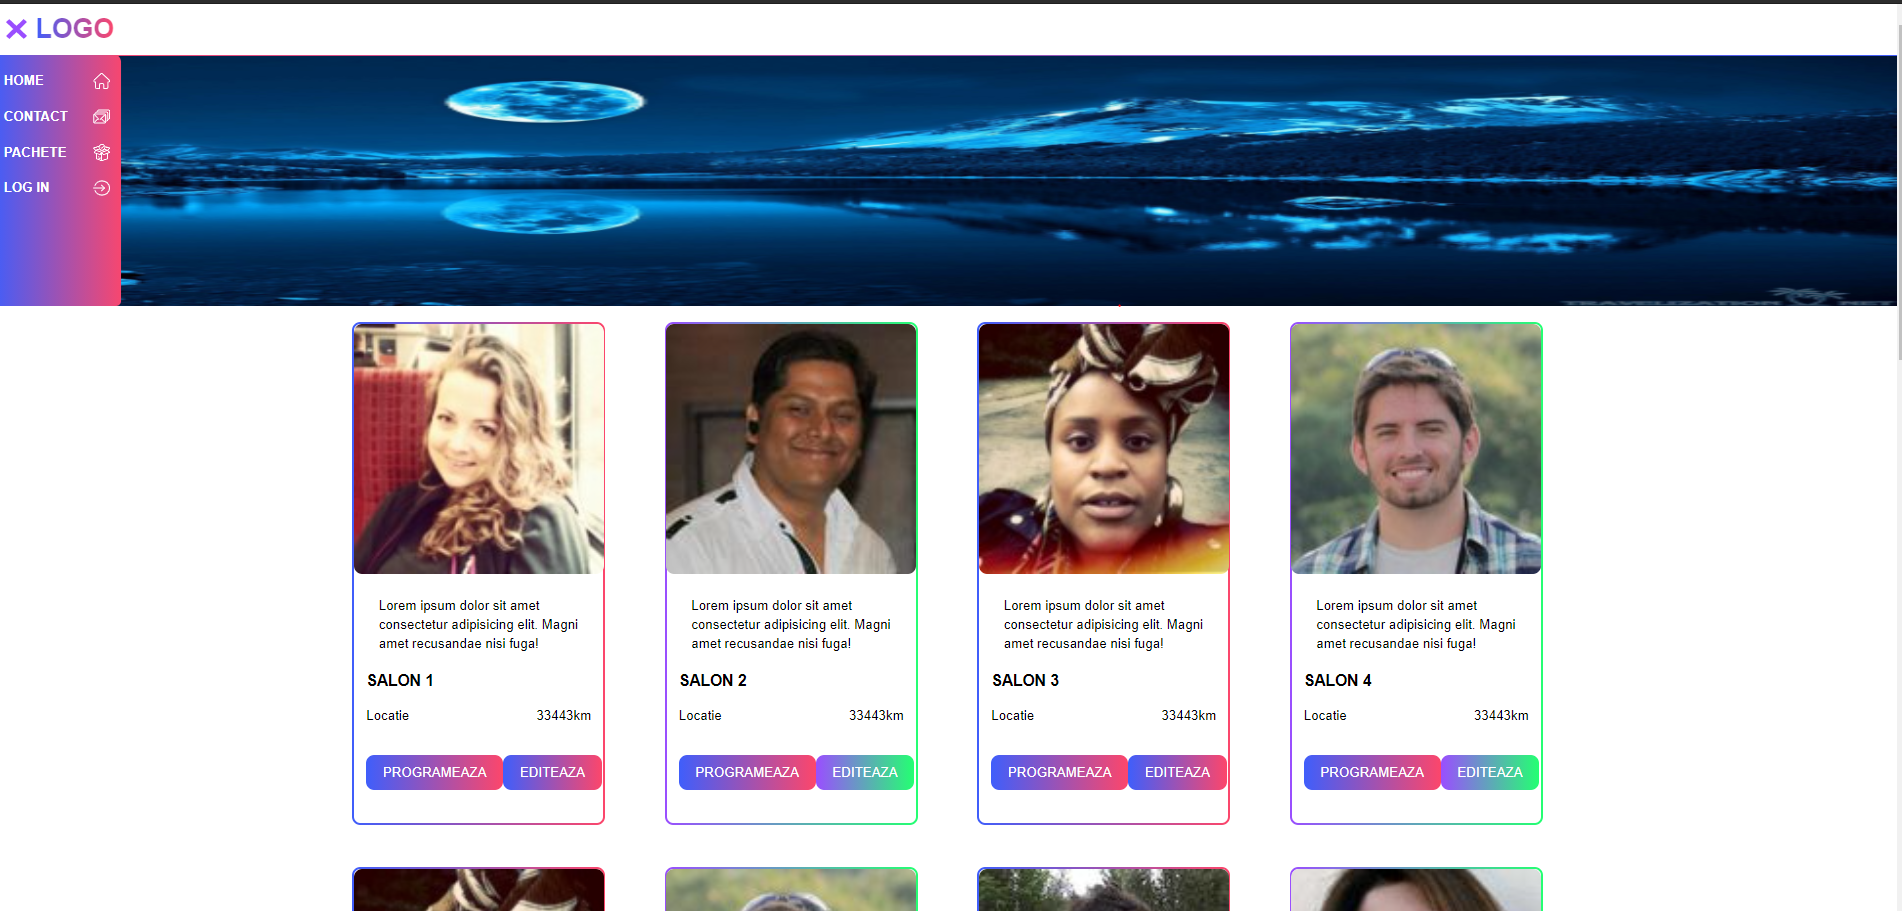 LOGO
HOME
CONTACT
PACHETE
LOG IN
TRAVELIZATION NET
Lorem ipsum dolor sit amet
consectetur adipisicing elit. Magni
amet recusandae nisi fuga!
SALON 1
Locatie 33443km
PROGRAMEAZA EDITEAZA
Lorem ipsum dolor sit amet
consectetur adipisicing elit. Magni
amet recusandae nisi fuga!
SALON 2
Locatie 33443km
PROGRAMEAZA EDITEAZA
Lorem ipsum dolor sit amet
consectetur adipisicing elit. Magni
amet recusandae nisi fuga!
SALON 3
Locatie 33443km
PROGRAMEAZA EDITEAZA
Lorem ipsum dolor sit amet
consectetur adipisicing elit. Magni
amet recusandae nisi fuga!
SALON 4
Locatie 33443km
PROGRAMEAZA EDITEAZA